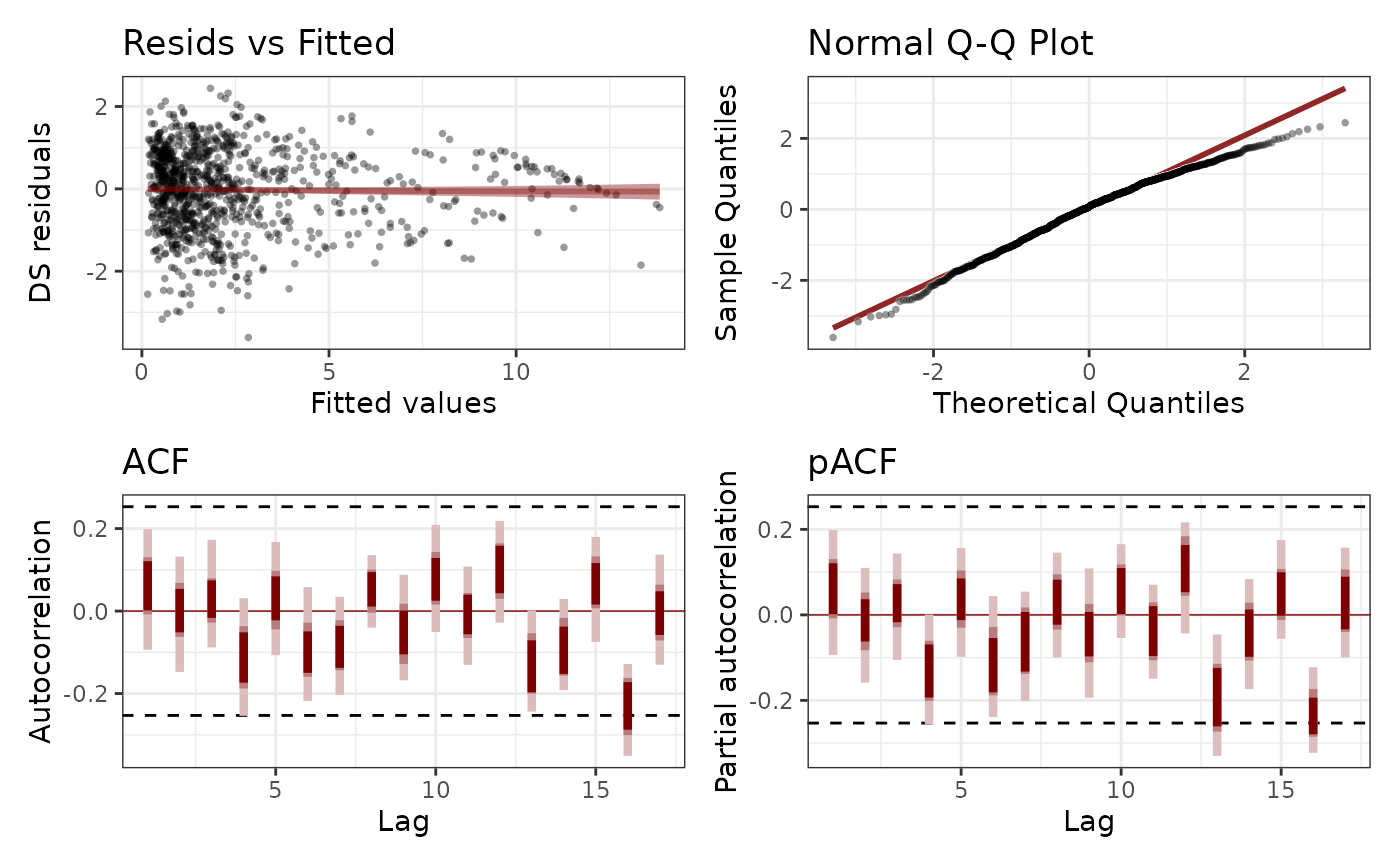 Resids vs Fitted
DS residuals
2
0
-2
0 5 10
Fitted values
Normal Q-Q Plot
Sample Quantiles
2
0
-2
-2 0 2
Theoretical Quantiles
ACF
Autocorrelation
0.2
0.0
-0.2
5 10 15
Lag
pACF
Partial autocorrelation
0.2
0.0
-0.2
5 10 15
Lag